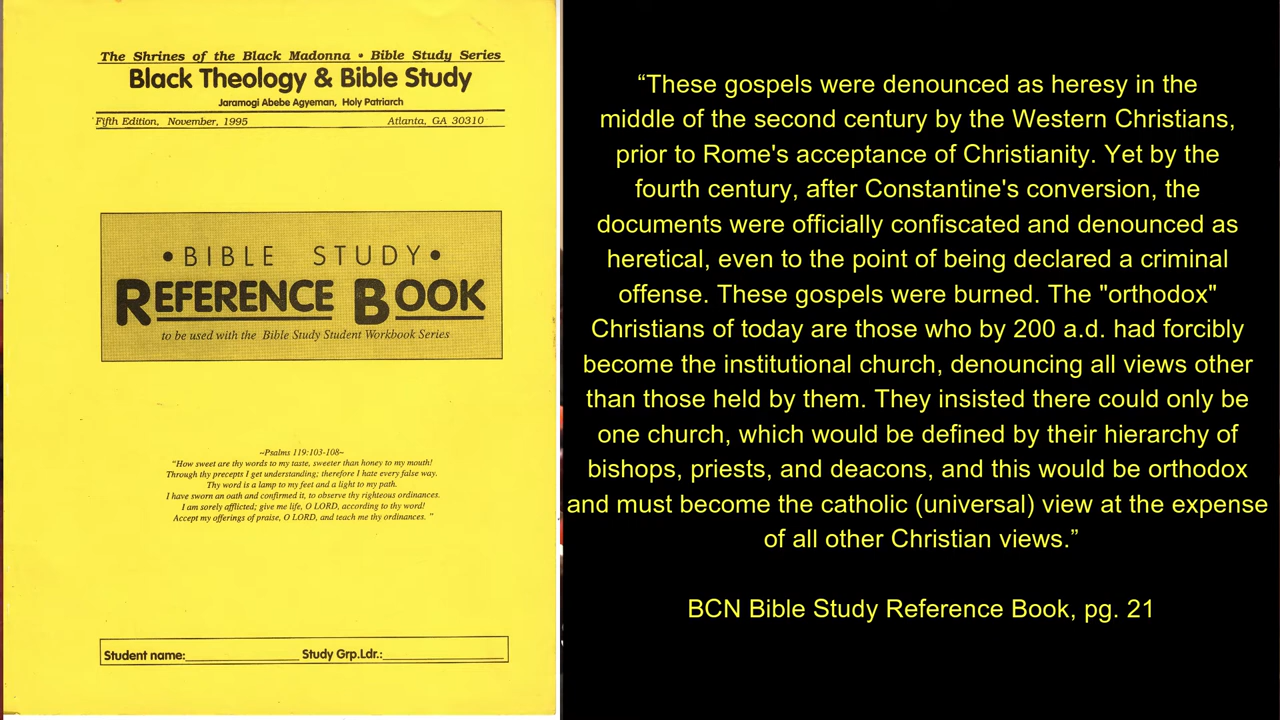 The Shrines of the Black Madonna • Bible Study Series
Black Theology & Bible Study
Jaramogi Abebe Agyeman, Holy Patriarch
Fifth Edition, November, 1995 Atlanta, GA 30310
•BIBLE STUDY•
REFERENCE BOOK
to be used with the Bible Study Student Workbook Series
~Psalms 119:103-108~
"How sweet are thy words to my taste, sweeter than honey to my mouth!
Through thy precepts I get understanding; therefore I hate every false way.
Thy word is a lamp to my feet and a light to my path.
I have sworn an oath and confirmed it, to observe thy righteous ordinances.
I am sorely afflicted; give me life, O LORD, according to thy word!
Accept my offerings of praise, O LORD, and teach me thy ordinances. "
Student name:____________________ Study Grp.Ldr.:____________________
“These gospels were denounced as heresy in the
middle of the second century by the Western Christians,
prior to Rome's acceptance of Christianity. Yet by the
fourth century, after Constantine's conversion, the
documents were officially confiscated and denounced as
heretical, even to the point of being declared a criminal
offense. These gospels were burned. The "orthodox"
Christians of today are those who by 200 a.d. had forcibly
become the institutional church, denouncing all views other
than those held by them. They insisted there could only be
one church, which would be defined by their hierarchy of
bishops, priests, and deacons, and this would be orthodox
and must become the catholic (universal) view at the expense
of all other Christian views.”
BCN Bible Study Reference Book, pg. 21